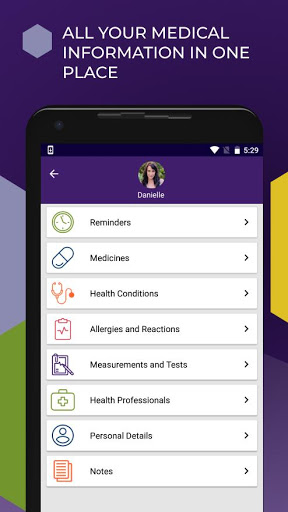 ALL YOUR MEDICAL
INFORMATION IN ONE
PLACE
5:29
Danielle
Reminders
Medicines
Health Conditions
Allergies and Reactions
Measurements and Tests
Health Professionals
Personal Details
Notes